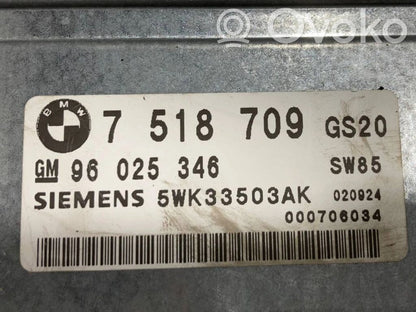 Ovoko
BMW 7 518 709 GS20
GM 96 025 346 SW85
SIEMENS 5WK33503AK 020924
000706034